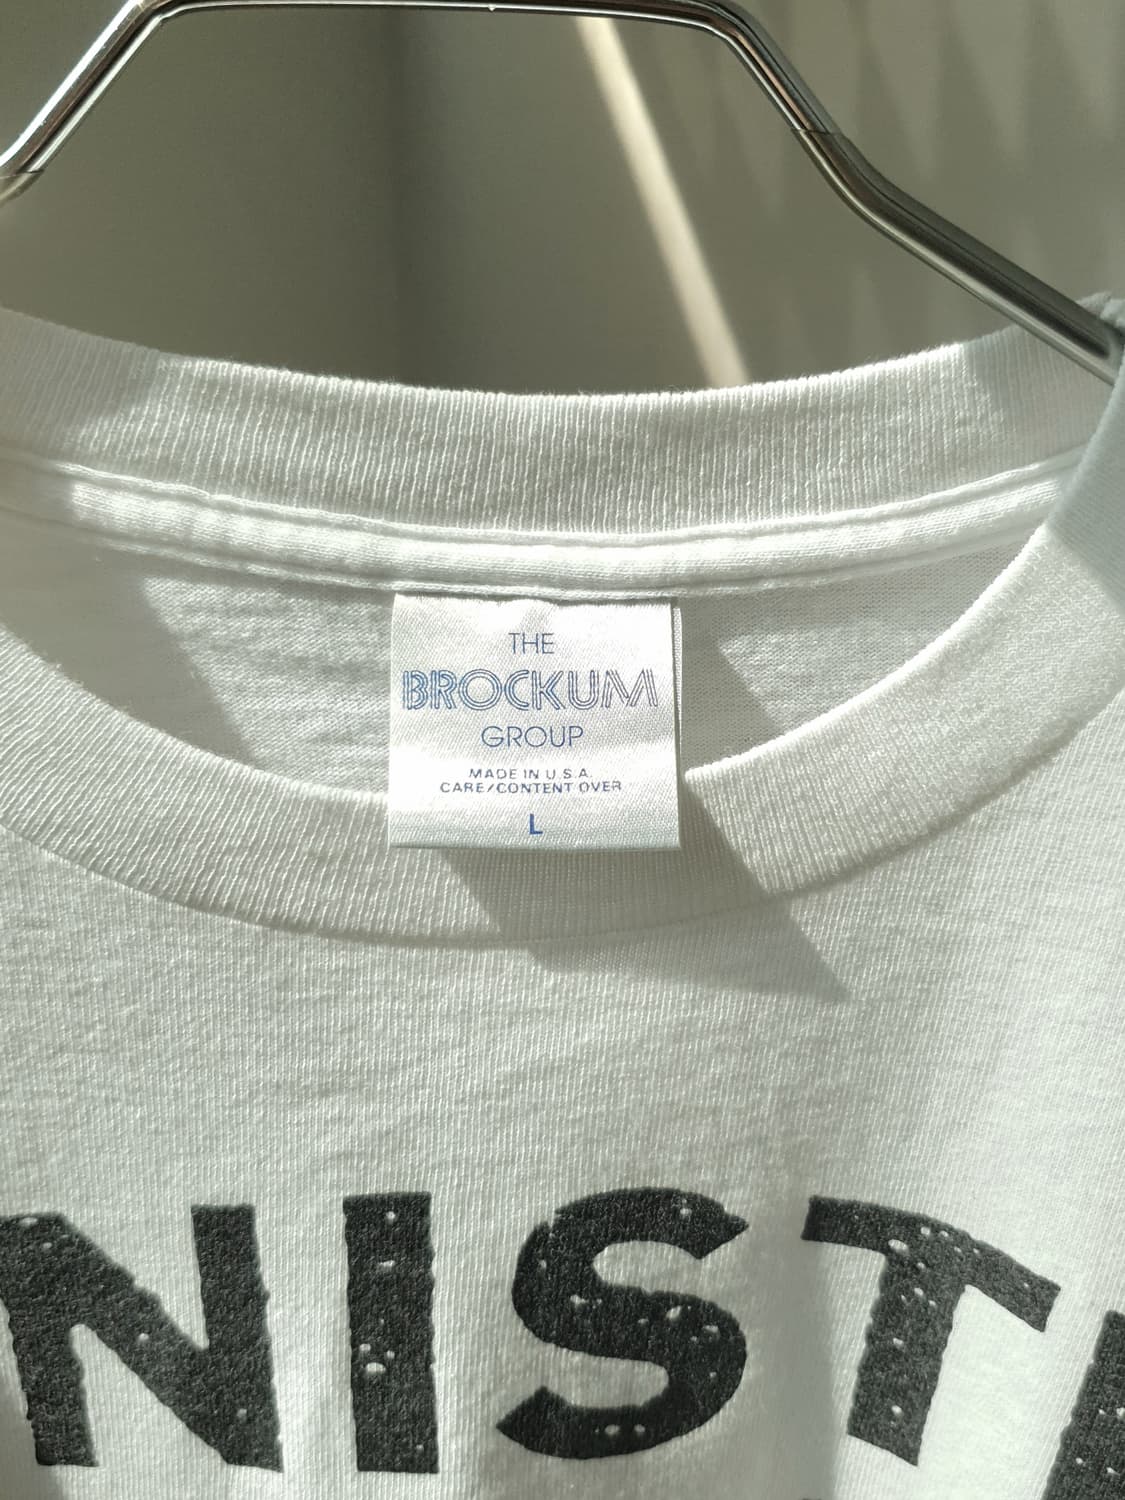 THE
BROCKUM
GROUP
MADE IN U.S.A.
CARE/CONTENT OVER
L
NIST